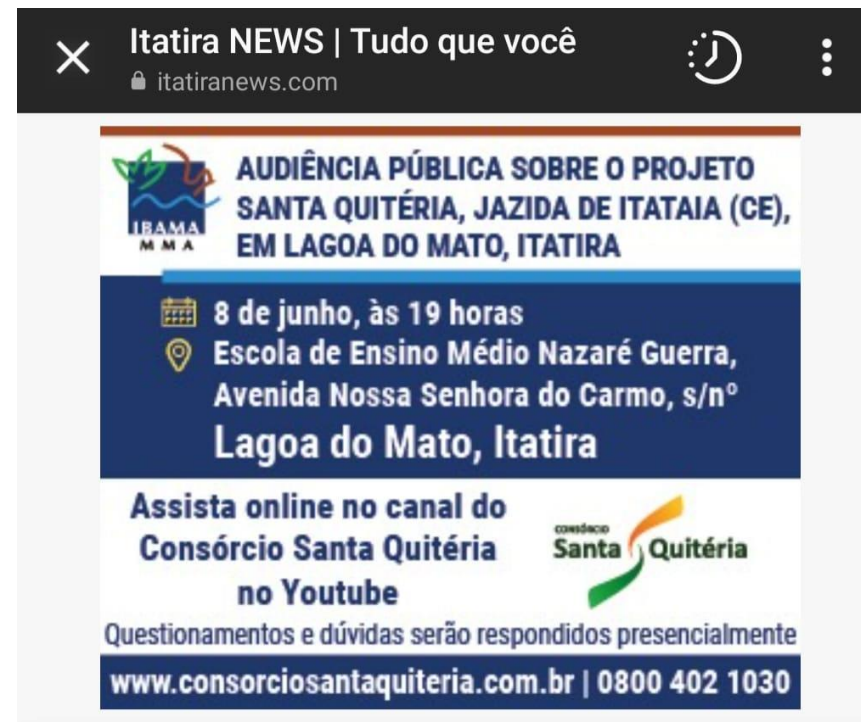 Itatira NEWS | Tudo que você
itatiranews.com
IBAMA
M M A
AUDIÊNCIA PÚBLICA SOBRE O PROJETO
SANTA QUITÉRIA, JAZIDA DE ITATAIA (CE),
EM LAGOA DO MATO, ITATIRA
8 de junho, às 19 horas
Escola de Ensino Médio Nazaré Guerra,
Avenida Nossa Senhora do Carmo, s/nº
Lagoa do Mato, Itatira
Assista online no canal do
Consórcio Santa Quitéria
no Youtube
consórcio
Santa Quitéria
Questionamentos e dúvidas serão respondidos presencialmente
www.consorciosantaquiteria.com.br | 0800 402 1030